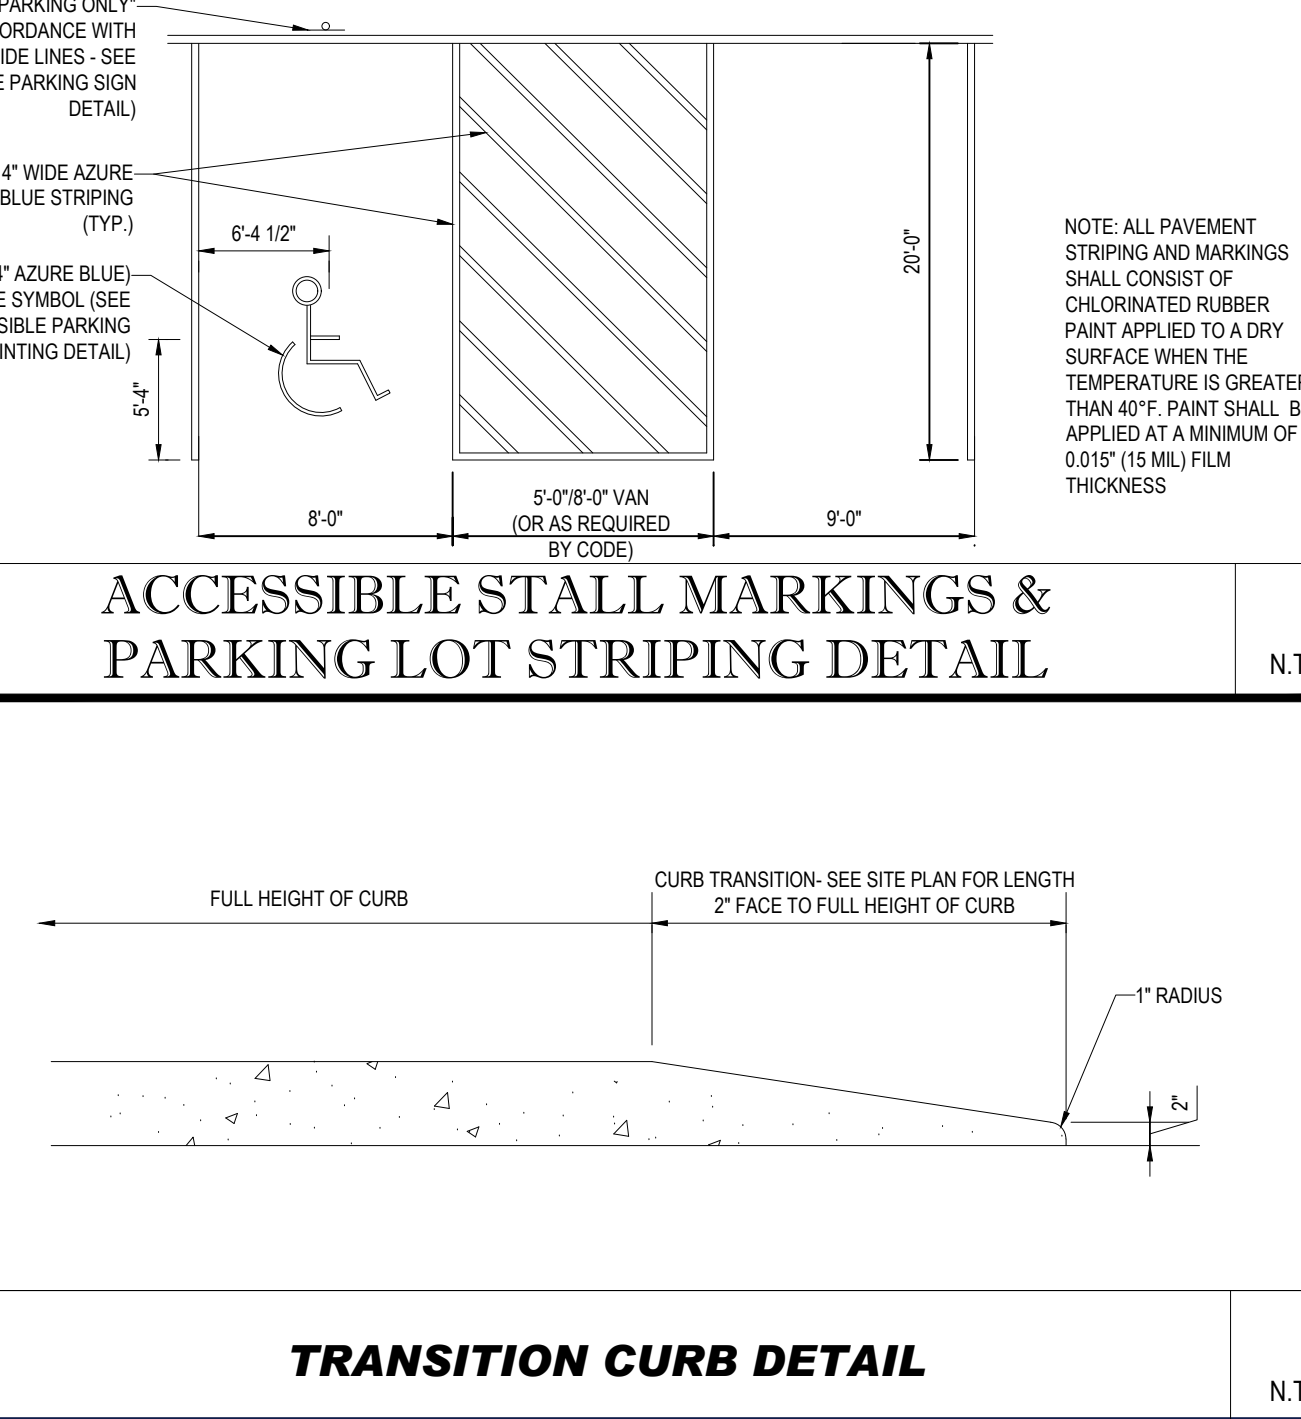 PARKING ONLY"
ORDANCE WITH
IDE LINES - SEE
E PARKING SIGN
DETAIL)
4" WIDE AZURE
BLUE STRIPING
(TYP.)
4" AZURE BLUE)
E SYMBOL (SEE
SIBLE PARKING
INTING DETAIL)
6'-4 1/2"
5'-4"
20'-0"
8'-0"
5'-0"/8'-0" VAN
(OR AS REQUIRED
BY CODE)
9'-0"
NOTE: ALL PAVEMENT
STRIPING AND MARKINGS
SHALL CONSIST OF
CHLORINATED RUBBER
PAINT APPLIED TO A DRY
SURFACE WHEN THE
TEMPERATURE IS GREATER
THAN 40°F. PAINT SHALL B
APPLIED AT A MINIMUM OF
0.015" (15 MIL) FILM
THICKNESS
ACCESSIBLE STALL MARKINGS &
PARKING LOT STRIPING DETAIL
N.T
FULL HEIGHT OF CURB
CURB TRANSITION- SEE SITE PLAN FOR LENGTH
2" FACE TO FULL HEIGHT OF CURB
1" RADIUS
2"
TRANSITION CURB DETAIL
N.T